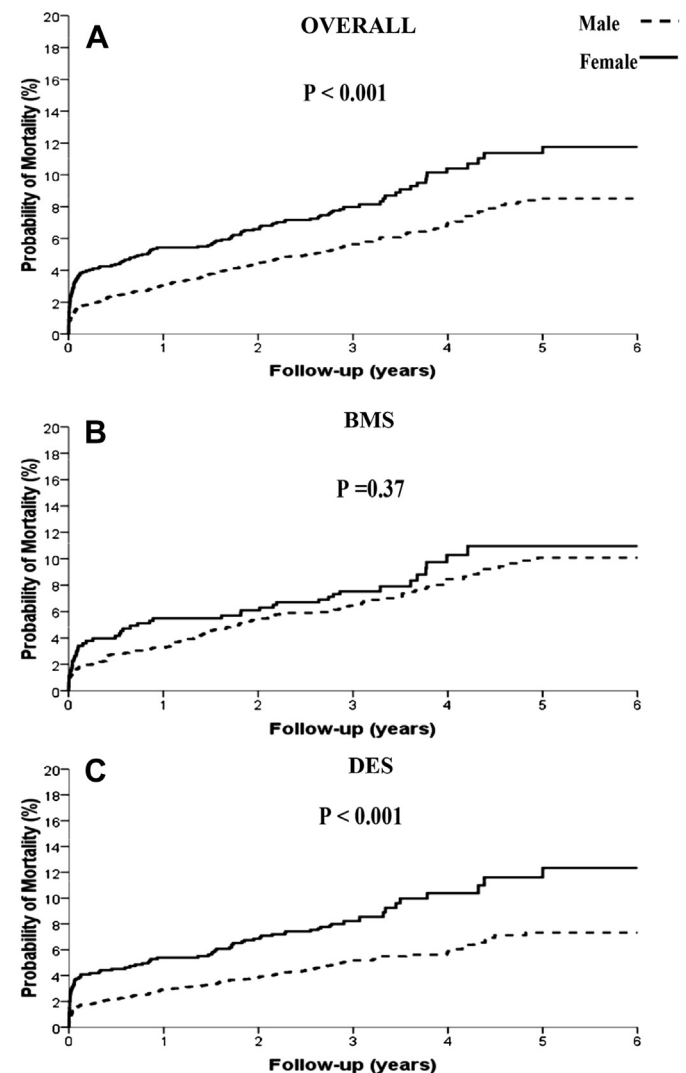 A
OVERALL
Male
Female
P < 0.001
Probability of Mortality (%)
20
18
16
14
12
10
8
6
4
2
0
0 1 2 3 4 5 6
Follow-up (years)
B
BMS
P =0.37
Probability of Mortality (%)
20
18
16
14
12
10
8
6
4
2
0
0 1 2 3 4 5 6
Follow-up (years)
C
DES
P < 0.001
Probability of Mortality (%)
20
18
16
14
12
10
8
6
4
2
0
0 1 2 3 4 5 6
Follow-up (years)